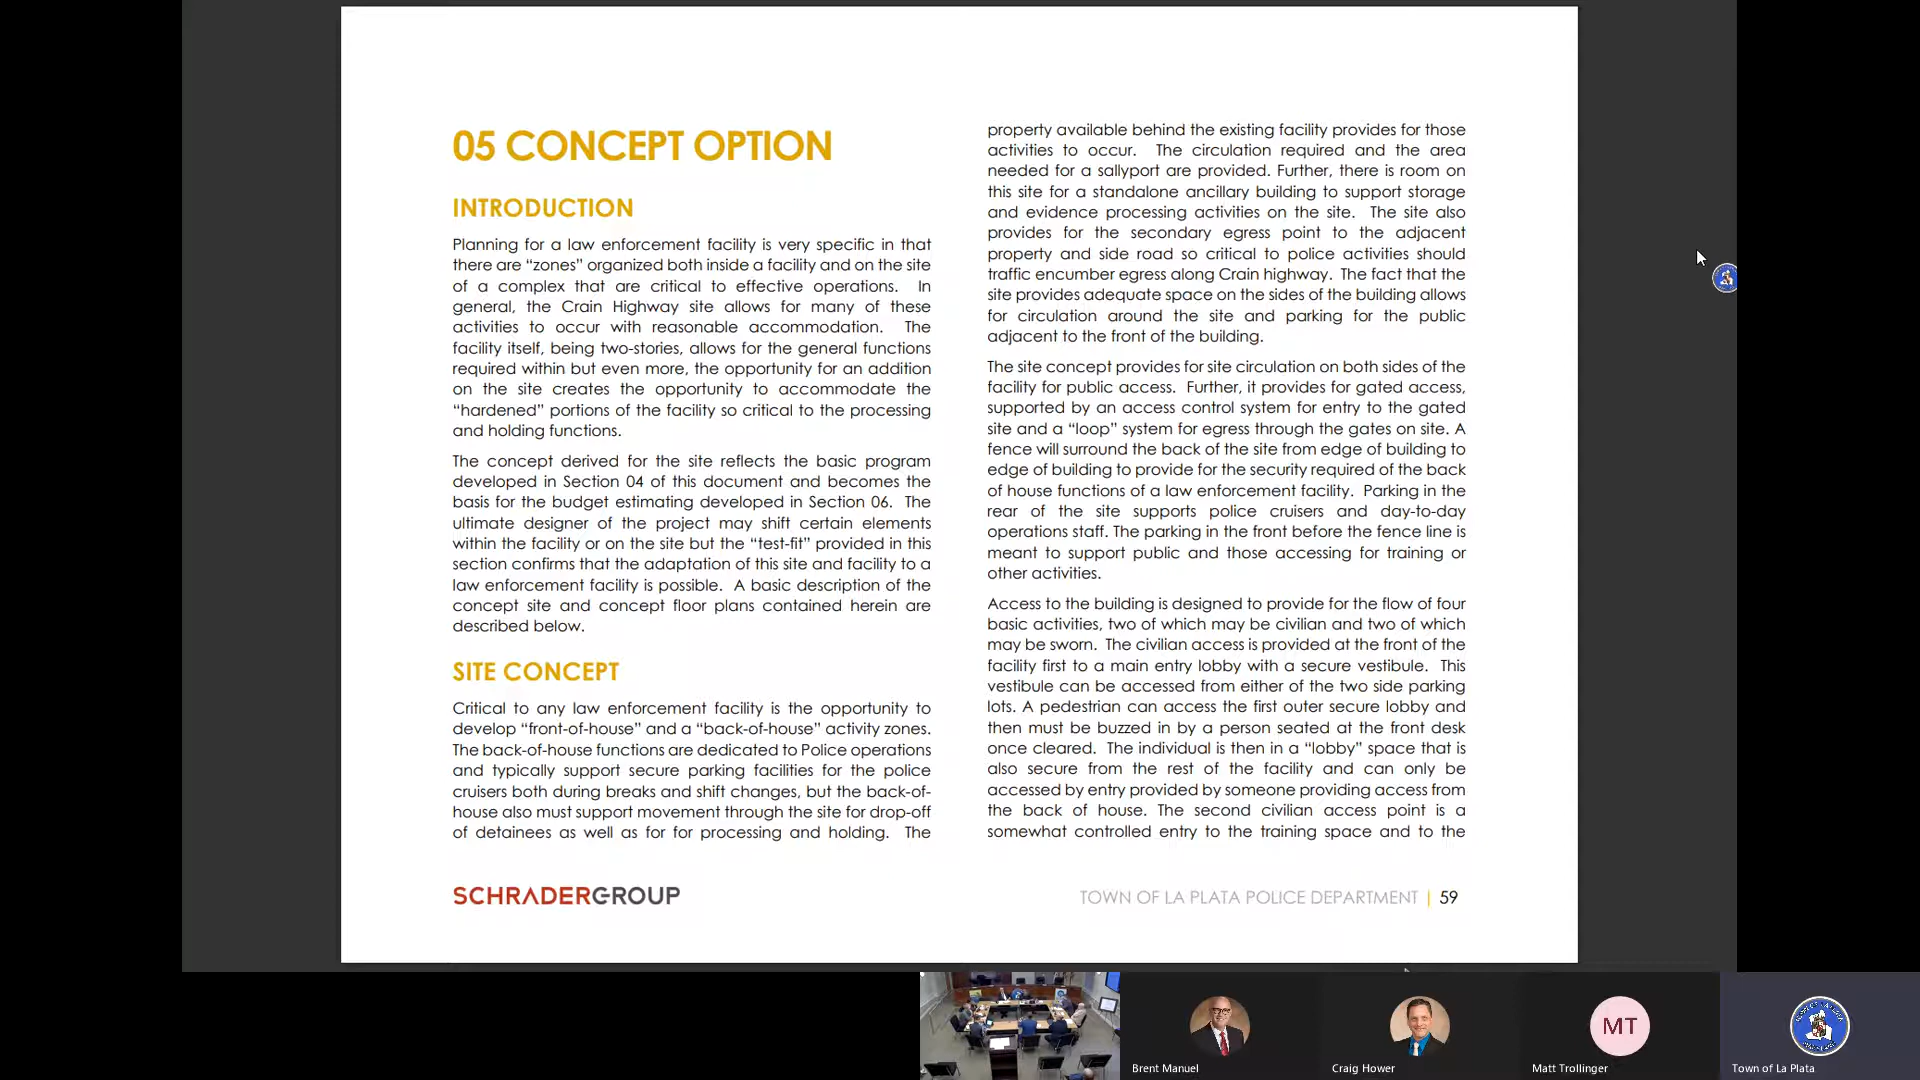 05 CONCEPT OPTION
INTRODUCTION
Planning for a law enforcement facility is very specific in that
there are “zones” organized both inside a facility and on the site
of a complex that are critical to effective operations. In
general, the Crain Highway site allows for many of these
activities to occur with reasonable accommodation. The
facility itself, being two-stories, allows for the general functions
required within but even more, the opportunity for an addition
on the site creates the opportunity to accommodate the
“hardened” portions of the facility so critical to the processing
and holding functions.
The concept derived for the site reflects the basic program
developed in Section 04 of this document and becomes the
basis for the budget estimating developed in Section 06. The
ultimate designer of the project may shift certain elements
within the facility or on the site but the “test-fit” provided in this
section confirms that the adaptation of this site and facility to a
law enforcement facility is possible. A basic description of the
concept site and concept floor plans contained herein are
described below.
SITE CONCEPT
Critical to any law enforcement facility is the opportunity to
develop “front-of-house” and a “back-of-house” activity zones.
The back-of-house functions are dedicated to Police operations
and typically support secure parking facilities for the police
cruisers both during breaks and shift changes, but the back-of-
house also must support movement through the site for drop-off
of detainees as well as for for processing and holding. The
property available behind the existing facility provides for those
activities to occur. The circulation required and the area
needed for a sallyport are provided. Further, there is room on
this site for a standalone ancillary building to support storage
and evidence processing activities on the site. The site also
provides for the secondary egress point to the adjacent
property and side road so critical to police activities should
traffic encumber egress along Crain highway. The fact that the
site provides adequate space on the sides of the building allows
for circulation around the site and parking for the public
adjacent to the front of the building.
The site concept provides for site circulation on both sides of the
facility for public access. Further, it provides for gated access,
supported by an access control system for entry to the gated
site and a “loop” system for egress through the gates on site. A
fence will surround the back of the site from edge of building to
edge of building to provide for the security required of the back
of house functions of a law enforcement facility. Parking in the
rear of the site supports police cruisers and day-to-day
operations staff. The parking in the front before the fence line is
meant to support public and those accessing for training or
other activities.
Access to the building is designed to provide for the flow of four
basic activities, two of which may be civilian and two of which
may be sworn. The civilian access is provided at the front of the
facility first to a main entry lobby with a secure vestibule. This
vestibule can be accessed from either of the two side parking
lots. A pedestrian can access the first outer secure lobby and
then must be buzzed in by a person seated at the front desk
once cleared. The individual is then in a “lobby” space that is
also secure from the rest of the facility and can only be
accessed by entry provided by someone providing access from
the back of house. The second civilian access point is a
somewhat controlled entry to the training space and to the
SCHRADERGROUP
TOWN OF LA PLATA POLICE DEPARTMENT | 59
MT
Brent Manuel
Craig Hower
Matt Trollinger
Town of La Plata